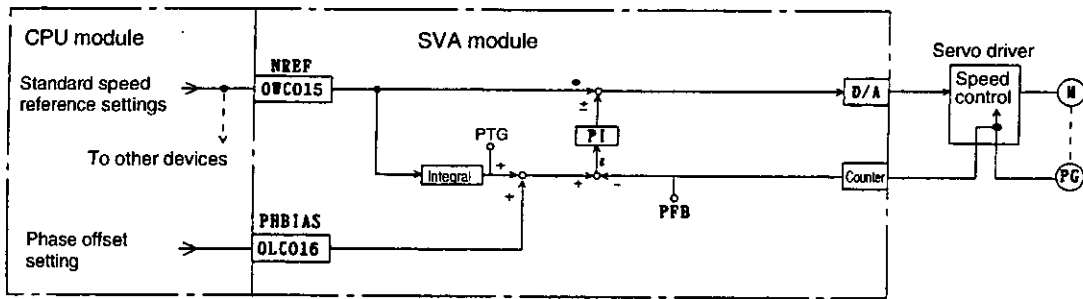 CPU module
SVA module
Servo driver
NREF
Standard speed
reference settings
OWC015
D/A
Speed
control
M
±
PTG
PI
To other devices
ε
Integral
+
+
+
-
Counter
PFB
PG
PHBIAS
Phase offset
setting
OLC016